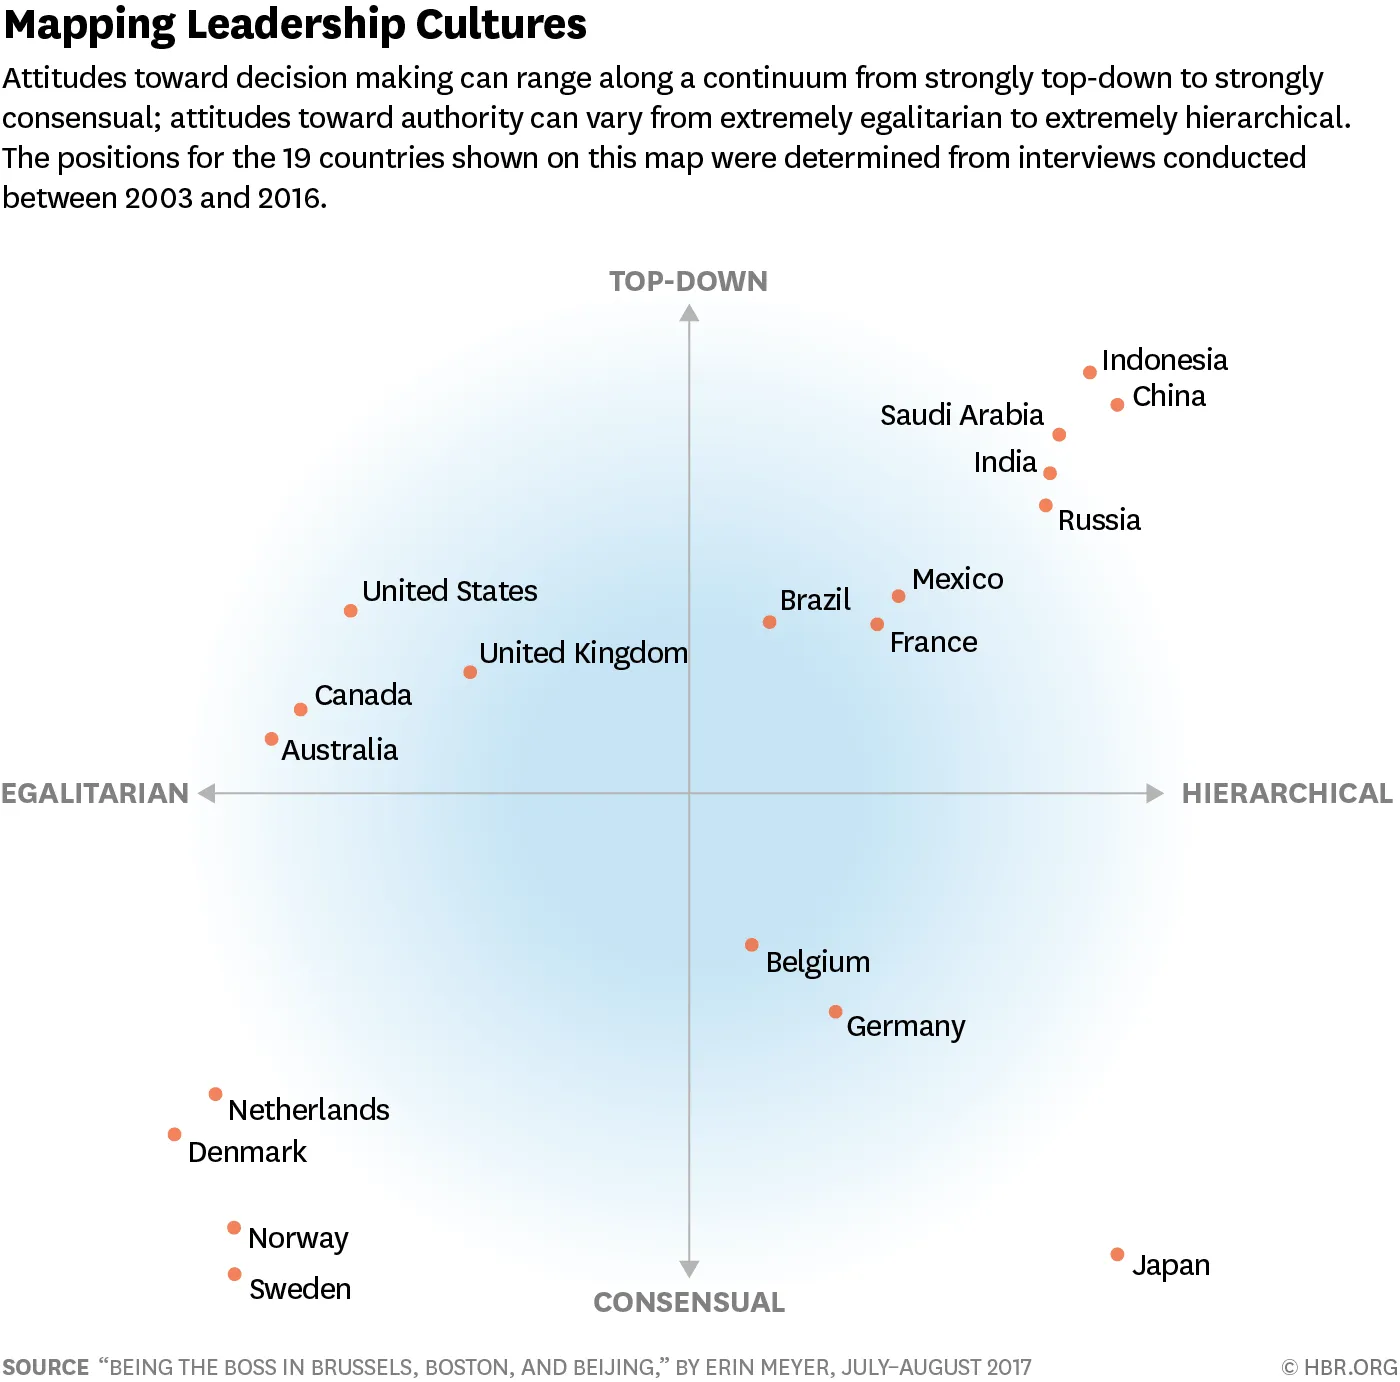 Mapping Leadership Cultures
Attitudes toward decision making can range along a continuum from strongly top-down to strongly
consensual; attitudes toward authority can vary from extremely egalitarian to extremely hierarchical.
The positions for the 19 countries shown on this map were determined from interviews conducted
between 2003 and 2016.
TOP-DOWN
Indonesia
China
Saudi Arabia
India
Russia
Mexico
United States
Brazil
France
United Kingdom
Canada
Australia
EGALITARIAN
HIERARCHICAL
Belgium
Germany
Netherlands
Denmark
Norway
Japan
Sweden
CONSENSUAL
SOURCE “BEING THE BOSS IN BRUSSELS, BOSTON, AND BEIJING,” BY ERIN MEYER, JULY–AUGUST 2017
© HBR.ORG